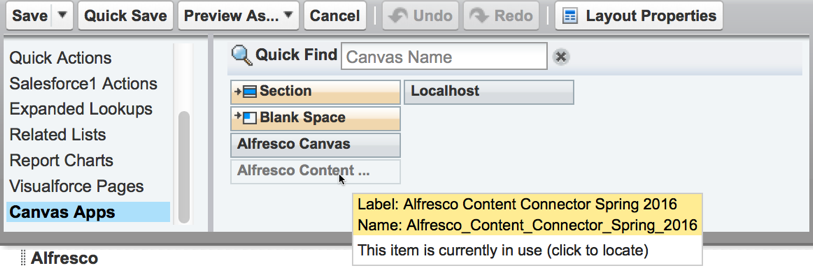 Save Quick Save Preview As... Cancel Undo Redo Layout Properties
Quick Actions
Salesforce1 Actions
Expanded Lookups
Related Lists
Report Charts
Visualforce Pages
Canvas Apps
Quick Find Canvas Name
Section Localhost
Blank Space
Alfresco Canvas
Alfresco Content ...
Label: Alfresco Content Connector Spring 2016
Name: Alfresco_Content_Connector_Spring_2016
This item is currently in use (click to locate)
Alfresco